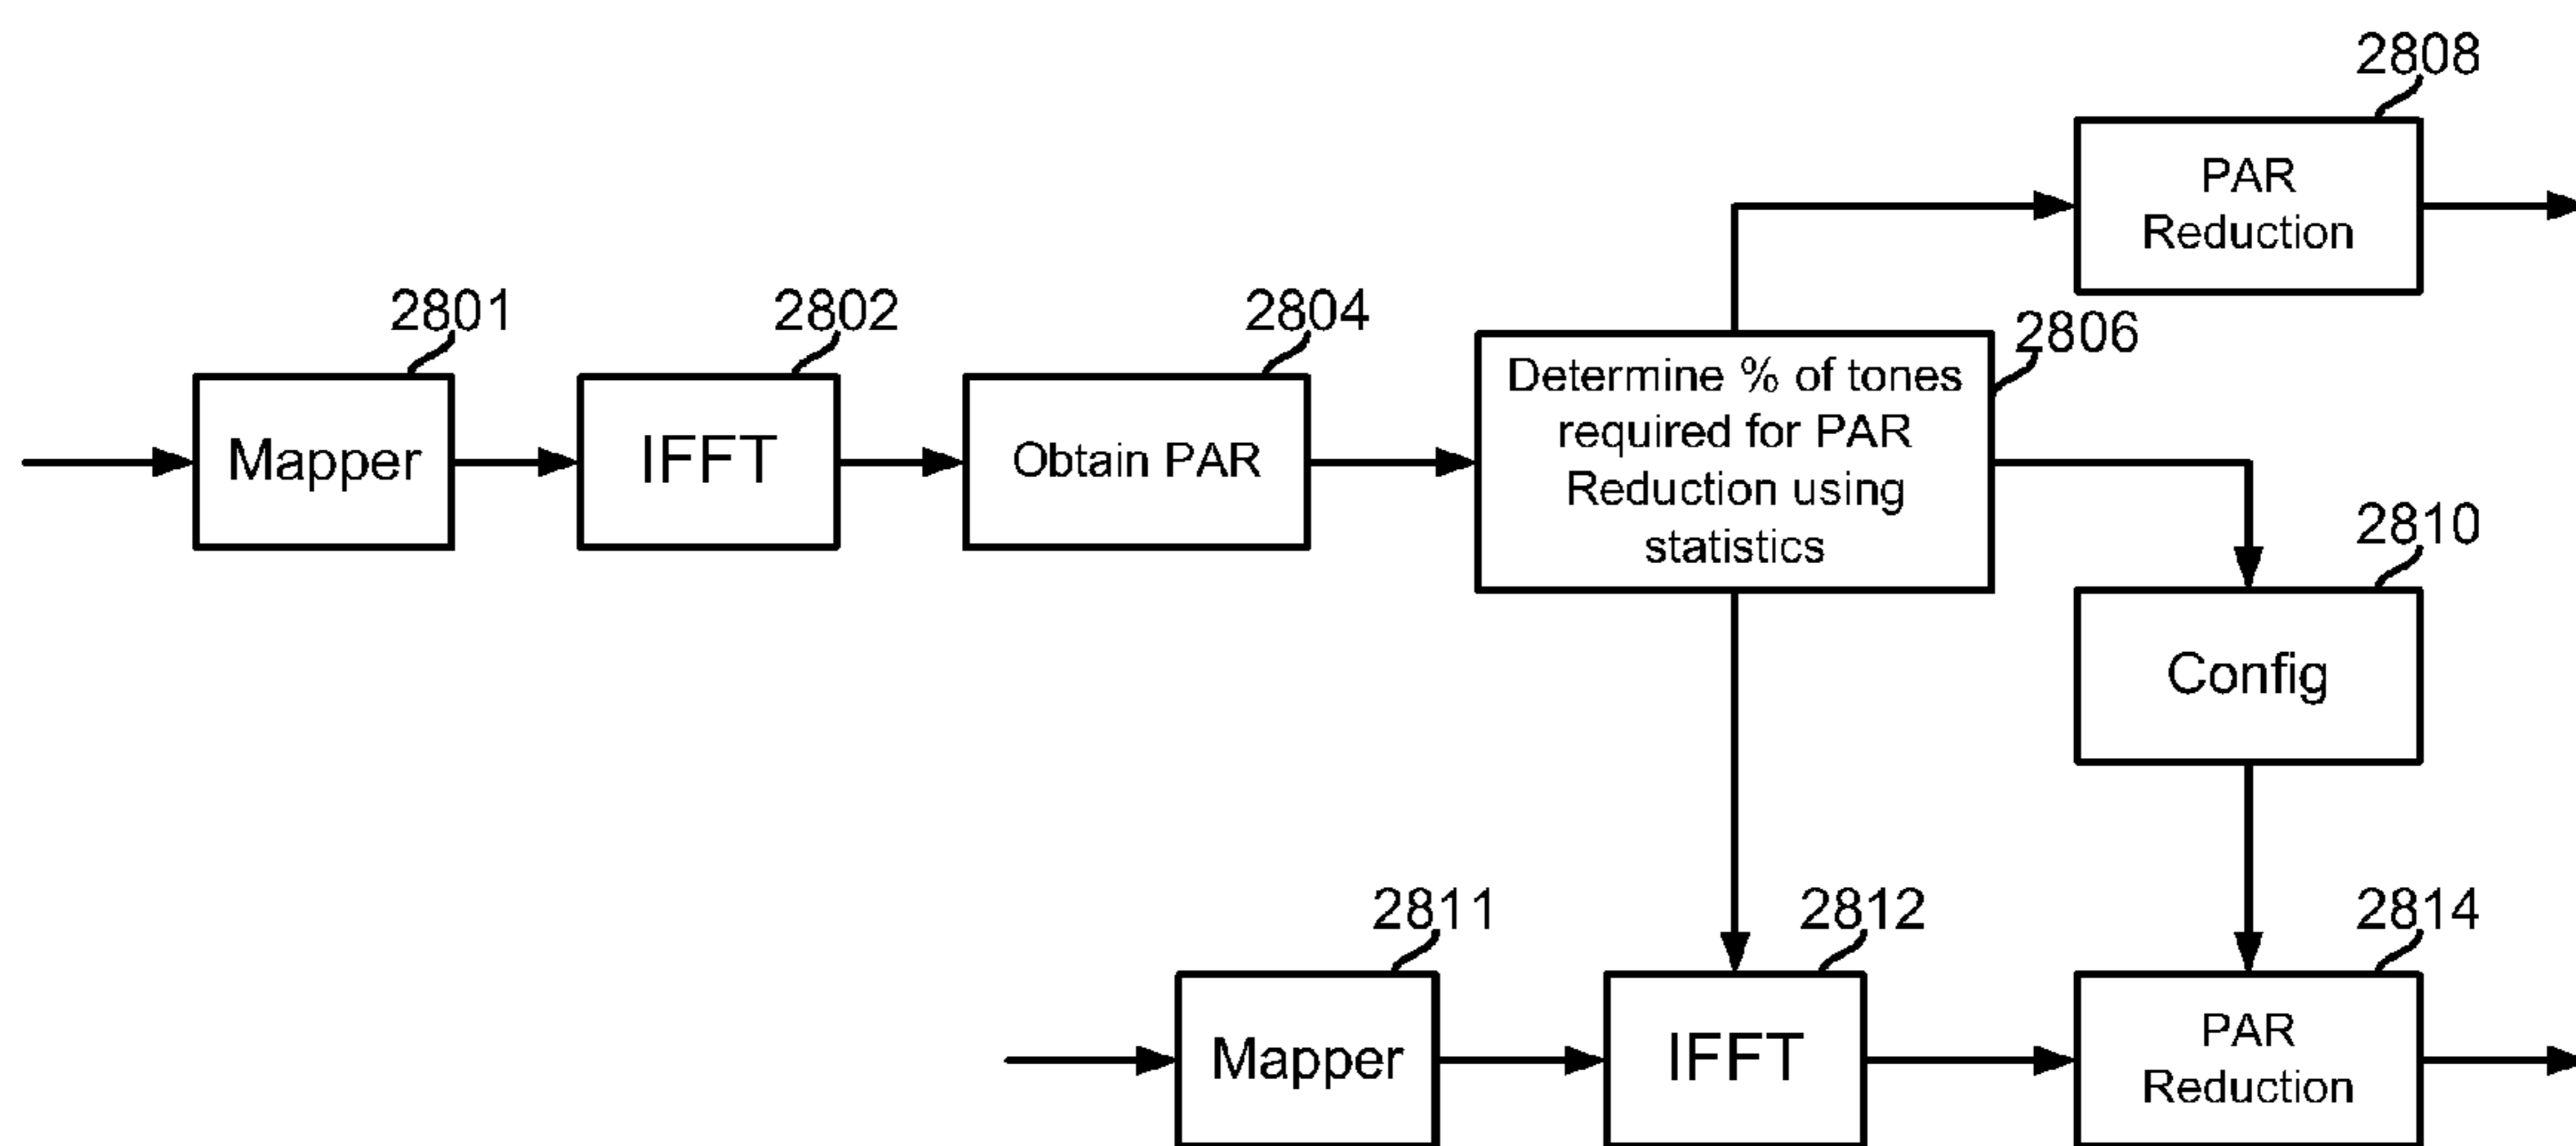 2808
PAR
Reduction
2801
2802
2804
2806
Mapper
IFFT
Obtain PAR
Determine % of tones
required for PAR
Reduction using
statistics
2810
Config
2811
2812
2814
Mapper
IFFT
PAR
Reduction